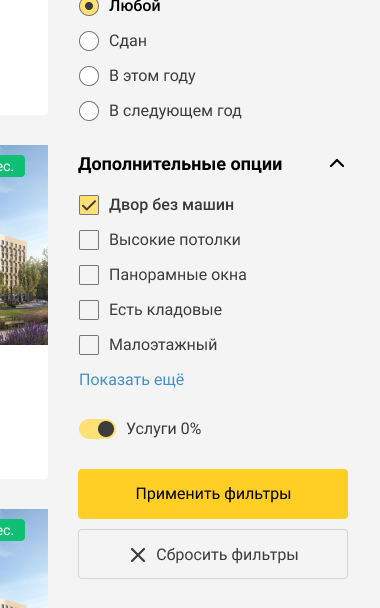 Любой
Сдан
В этом году
В следующем год
Дополнительные опции
ес.
Двор без машин
Высокие потолки
Панорамные окна
Есть кладовые
Малоэтажный
Показать ещё
Услуги 0%
Применить фильтры
ес.
Сбросить фильтры